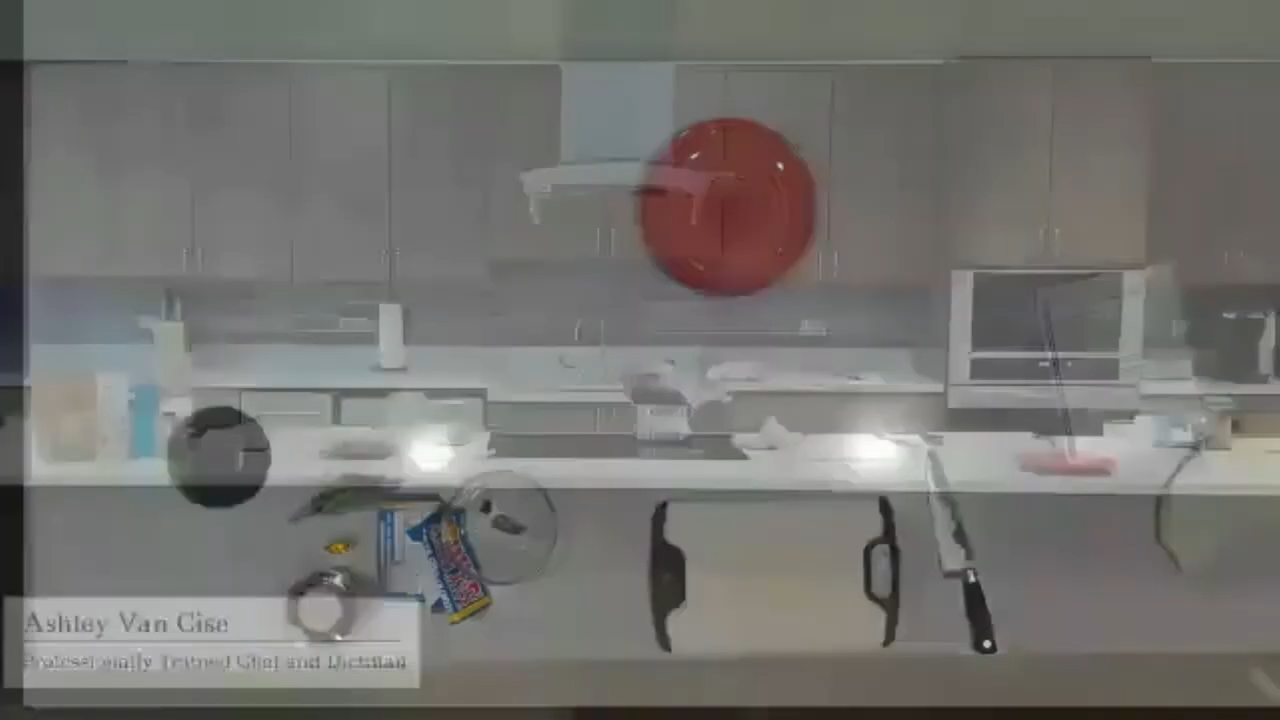 Ashley Van Cise
Professionally Trained Chef and Dietitian